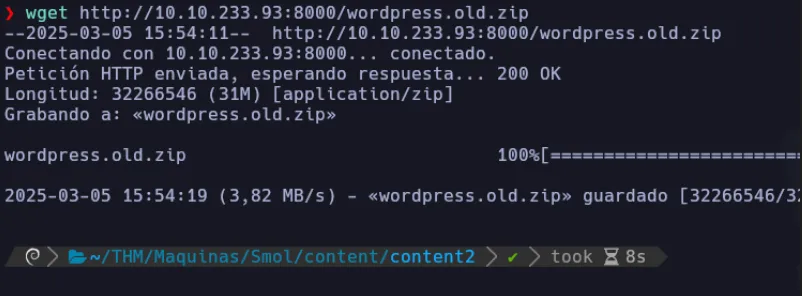 ❯ wget http://10.10.233.93:8000/wordpress.old.zip
--2025-03-05 15:54:11--  http://10.10.233.93:8000/wordpress.old.zip
Conectando con 10.10.233.93:8000... conectado.
Petición HTTP enviada, esperando respuesta... 200 OK
Longitud: 32266546 (31M) [application/zip]
Grabando a: «wordpress.old.zip»
wordpress.old.zip 100%[========================
2025-03-05 15:54:19 (3,82 MB/s) - «wordpress.old.zip» guardado [32266546/32
~/THM/Maquinas/Smol/content/content2 ✔ took 8s